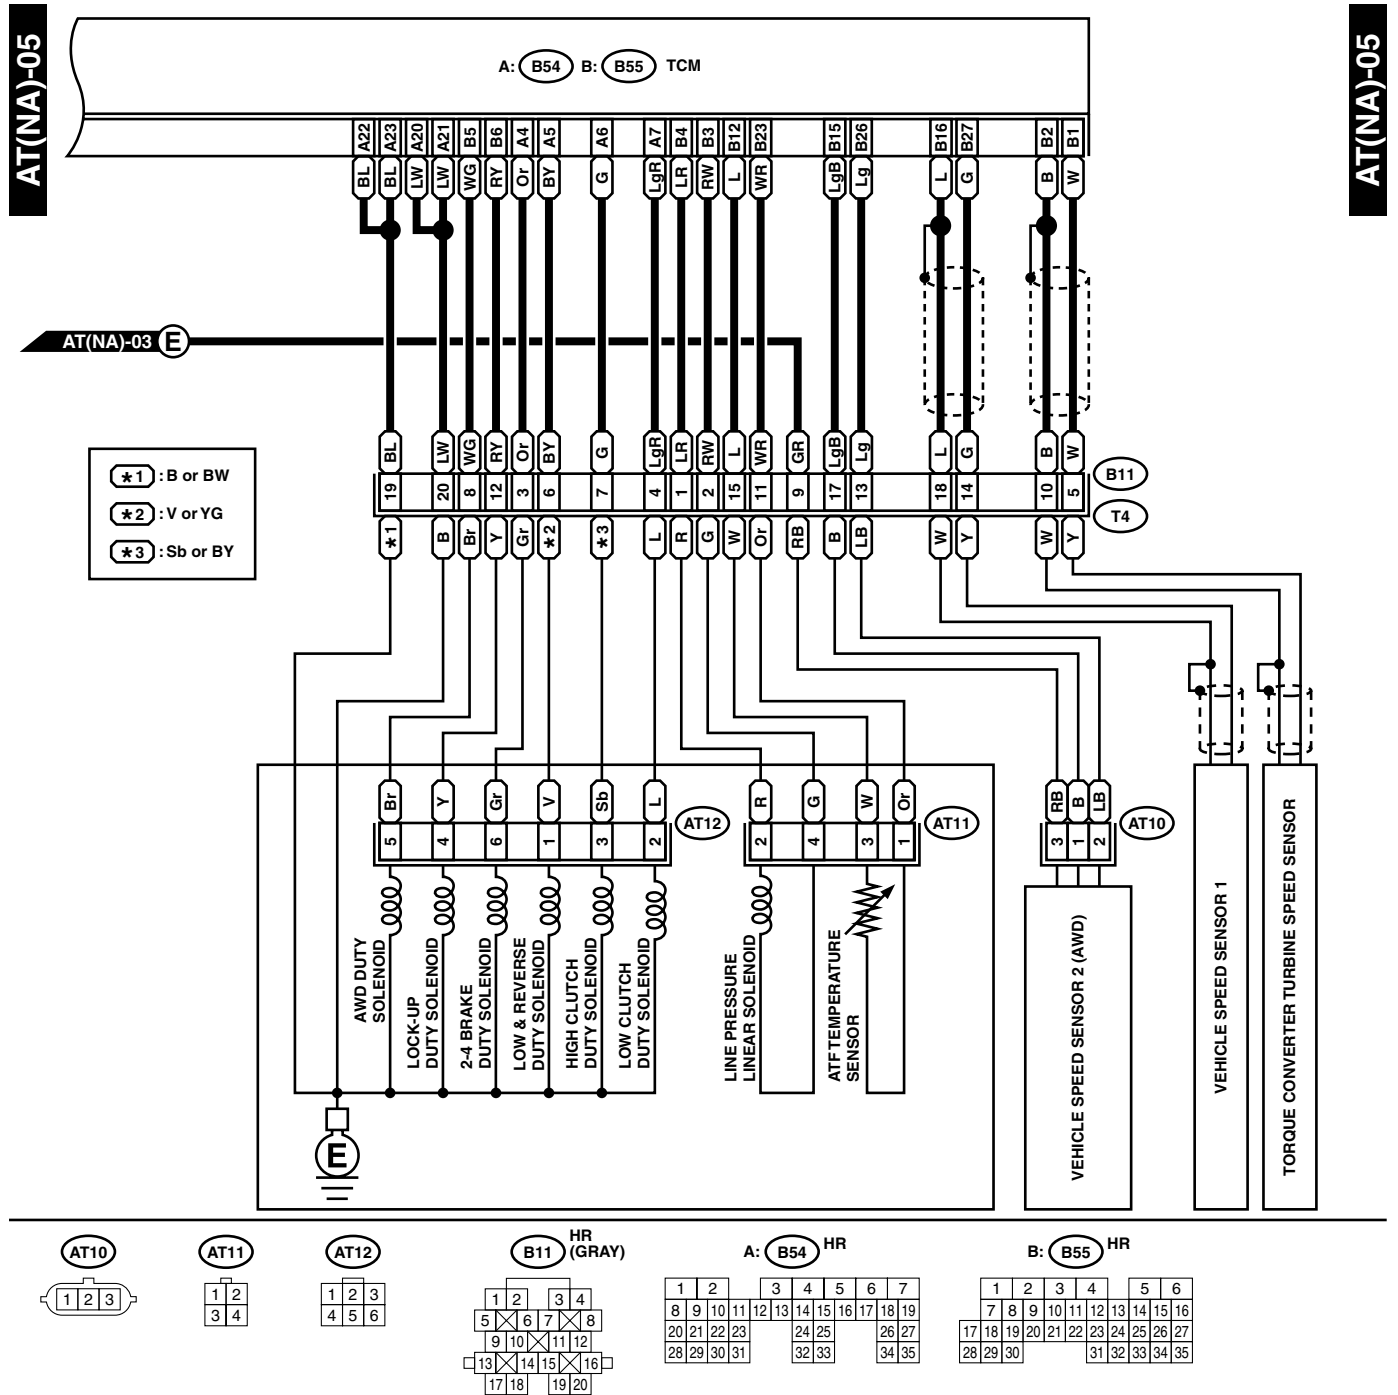 AT(NA)-05
AT(NA)-05
A: B54 B: B55 TCM
A22 A23 A20 A21 B5 B6 A4 A5 A6 A7 B4 B3 B12 B23 B15 B26 B16 B27 B2 B1
BL BL LW LW WG RY Or BY G LgR LR RW L WR LgB Lg L G B W
AT(NA)-03 E
BL LW WG RY Or BY G LgR LR RW L WR GR LgB Lg L G B W
19 20 8 12 3 6 7 4 1 2 15 11 9 17 13 18 14 10 5
B11
T4
*1 B Br Y Gr *2 *3 L R G W Or RB B LB W Y W Y
*1 : B or BW
*2 : V or YG
*3 : Sb or BY
Br Y Gr V Sb L R G W Or RB B LB
5 4 6 1 3 2 AT12 2 4 3 1 AT11 3 1 2 AT10
AWD DUTY
SOLENOID
LOCK-UP
DUTY SOLENOID
2-4 BRAKE
DUTY SOLENOID
LOW & REVERSE
DUTY SOLENOID
HIGH CLUTCH
DUTY SOLENOID
LOW CLUTCH
DUTY SOLENOID
LINE PRESSURE
LINEAR SOLENOID
ATF TEMPERATURE
SENSOR
VEHICLE SPEED SENSOR 2 (AWD)
VEHICLE SPEED SENSOR 1
TORQUE CONVERTER TURBINE SPEED SENSOR
E
AT10
1 2 3
AT11
1 2
3 4
AT12
1 2 3
4 5 6
B11 HR
(GRAY)
1 2 3 4
5 6 7 8
9 10 11 12
13 14 15 16
17 18 19 20
A: B54 HR
1 2 3 4 5 6 7
8 9 10 11 12 13 14 15 16 17 18 19
20 21 22 23 24 25 26 27
28 29 30 31 32 33 34 35
B: B55 HR
1 2 3 4 5 6
7 8 9 10 11 12 13 14 15 16
17 18 19 20 21 22 23 24 25 26 27
28 29 30 31 32 33 34 35